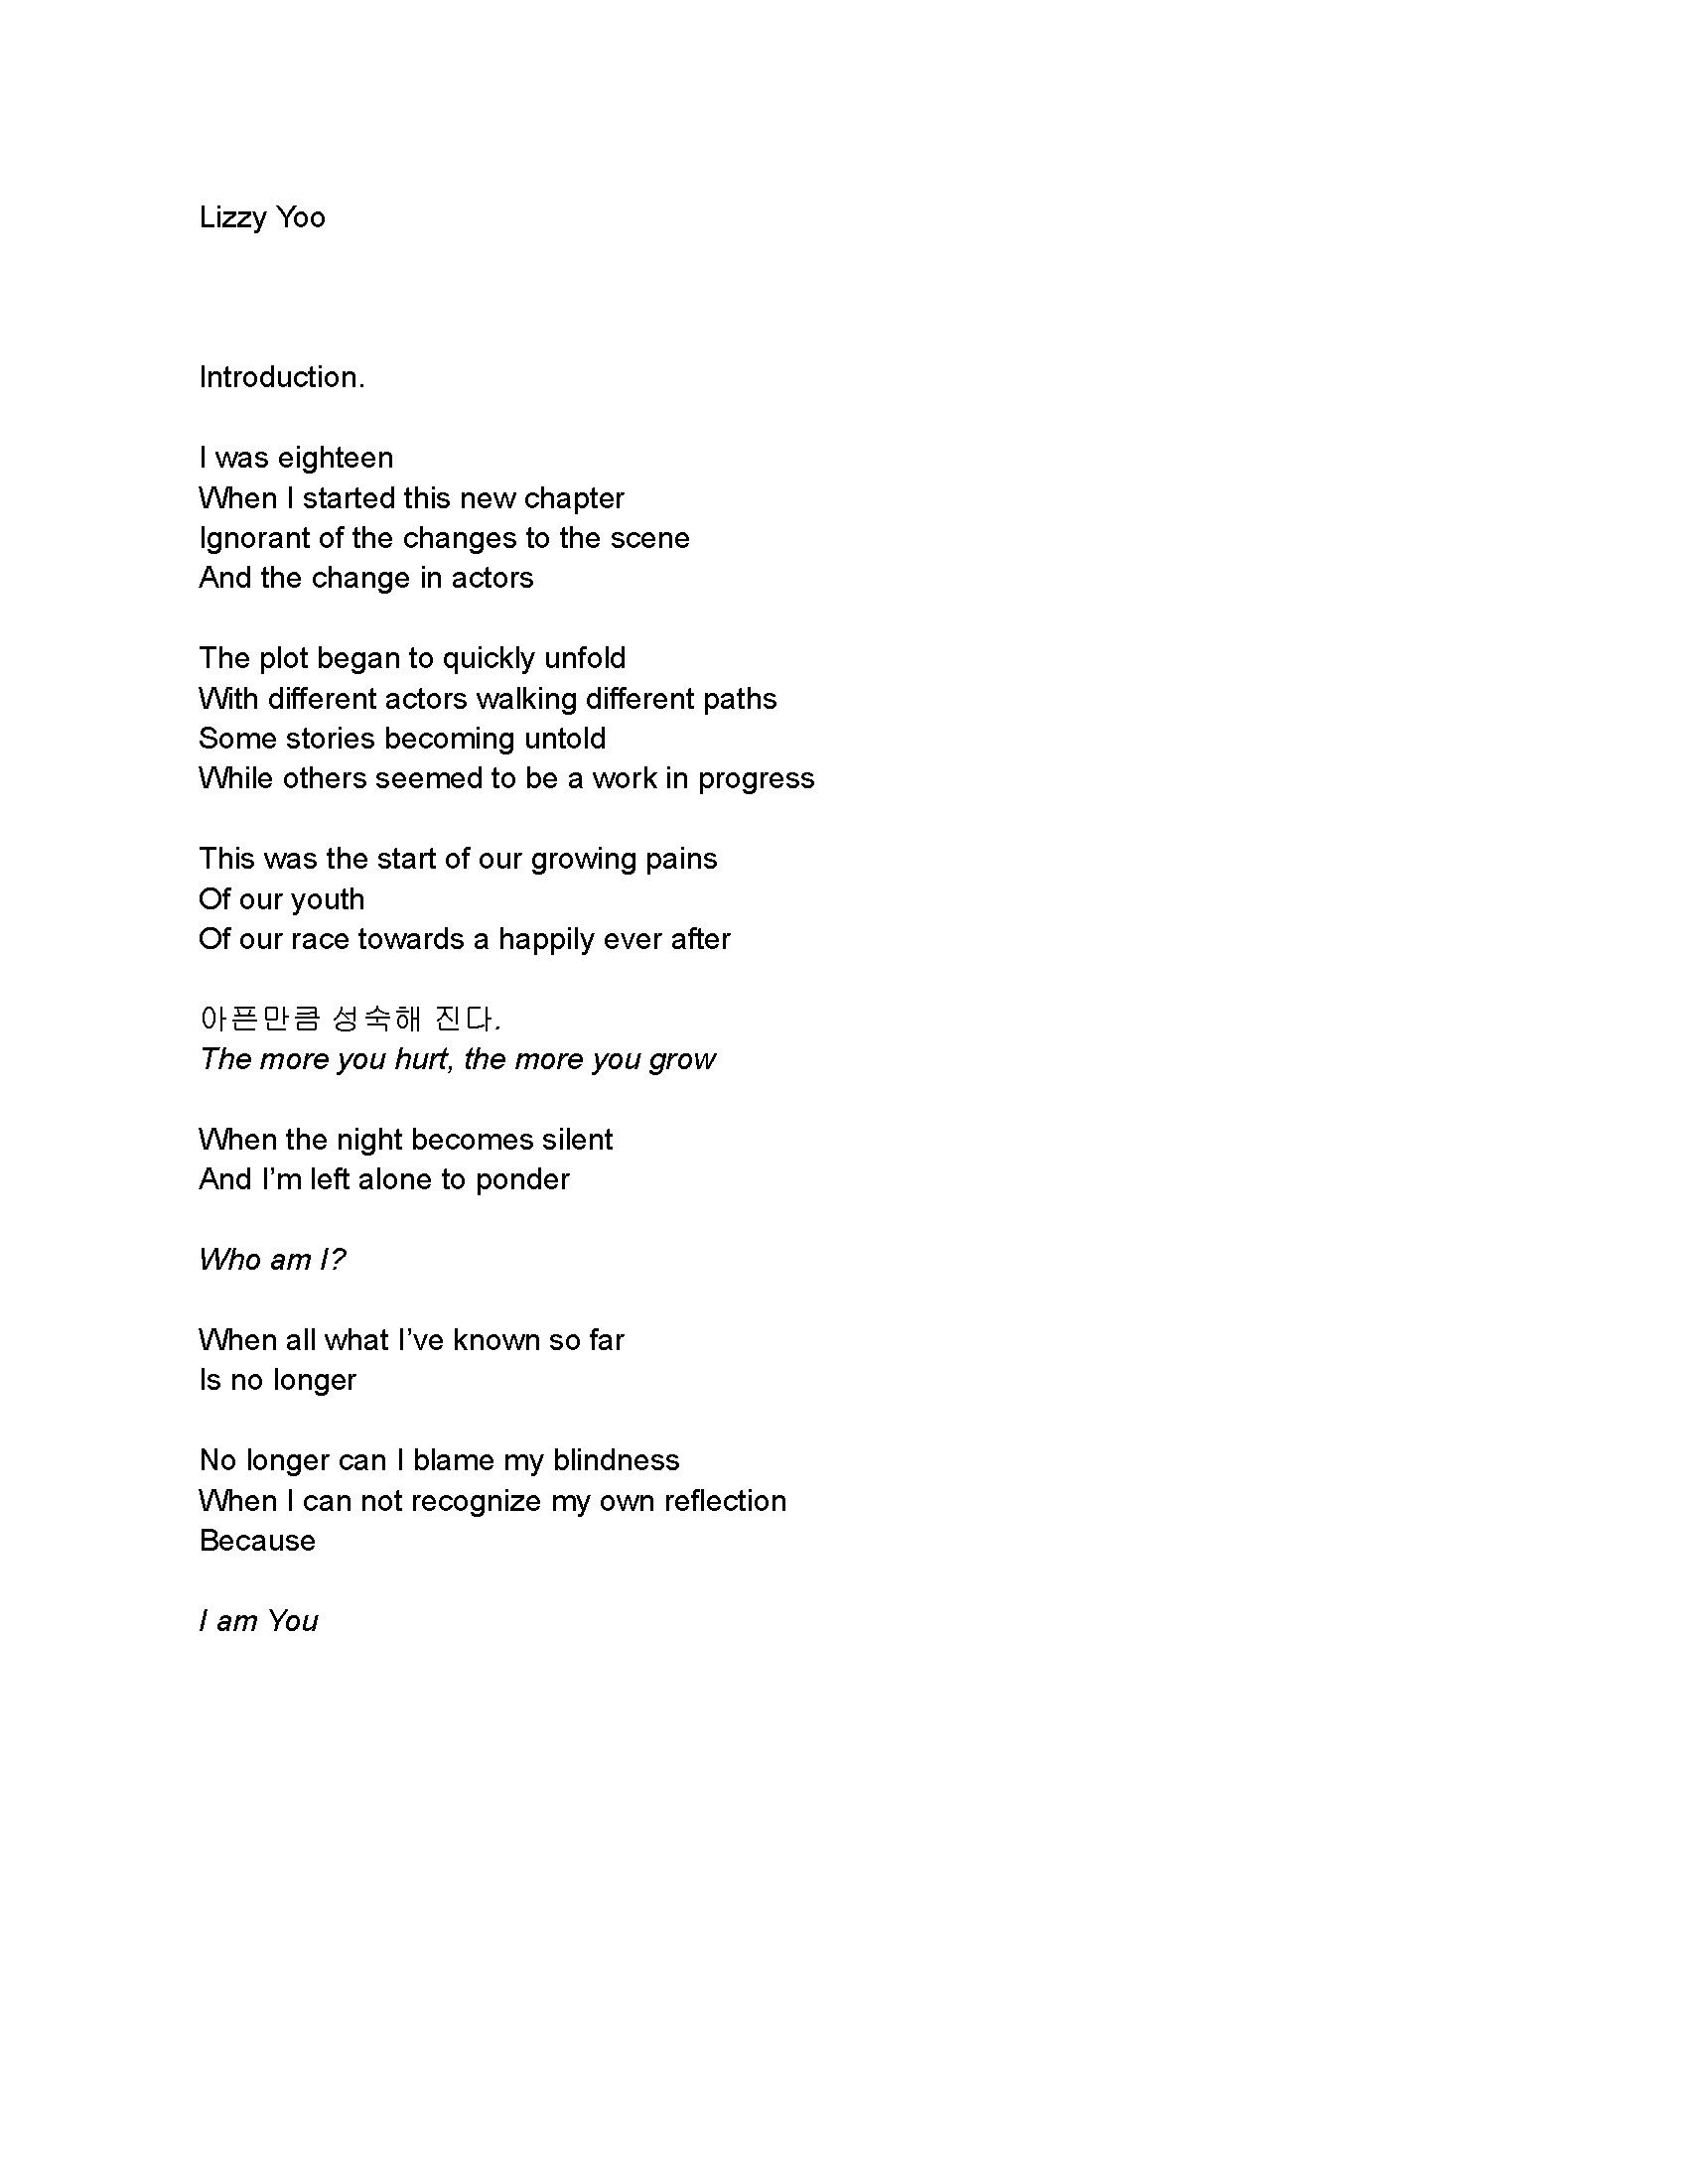 Lizzy Yoo
Introduction.
I was eighteen
When I started this new chapter
Ignorant of the changes to the scene
And the change in actors
The plot began to quickly unfold
With different actors walking different paths
Some stories becoming untold
While others seemed to be a work in progress
This was the start of our growing pains
Of our youth
Of our race towards a happily ever after
아픈만큼 성숙해 진다.
The more you hurt, the more you grow
When the night becomes silent
And I’m left alone to ponder
Who am I?
When all what I’ve known so far
Is no longer
No longer can I blame my blindness
When I can not recognize my own reflection
Because
I am You